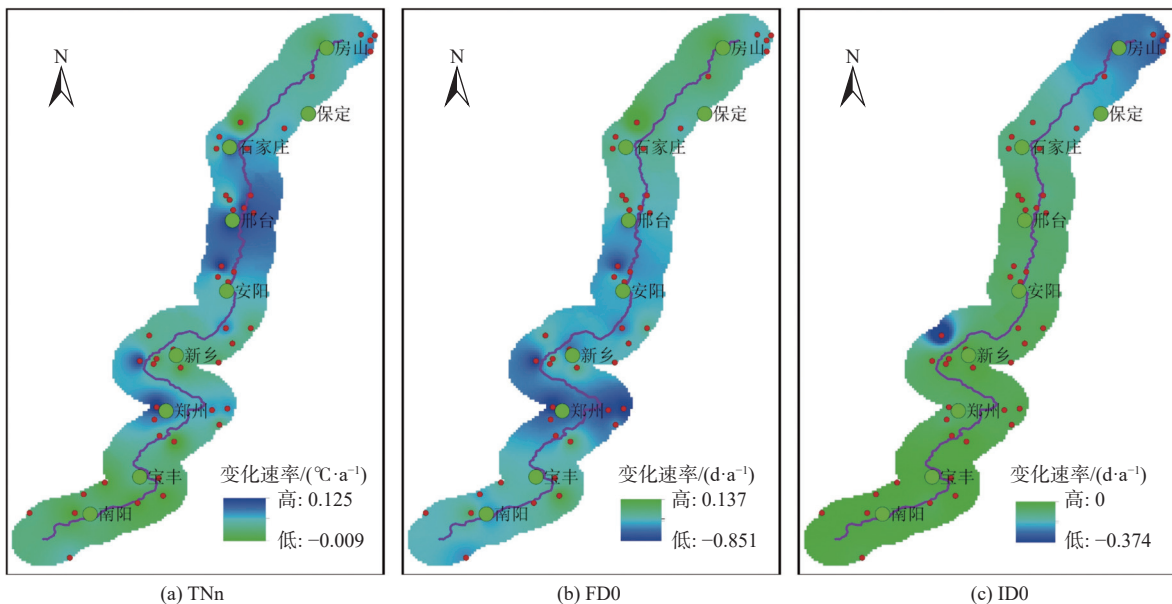 N
房山
保定
石家庄
邢台
安阳
新乡
郑州
宝丰
南阳
变化速率/(℃·a⁻¹)
高: 0.125
低: −0.009
(a) TNn
N
房山
保定
石家庄
邢台
安阳
新乡
郑州
宝丰
南阳
变化速率/(d·a⁻¹)
高: 0.137
低: −0.851
(b) FD0
N
房山
保定
石家庄
邢台
安阳
新乡
郑州
宝丰
南阳
变化速率/(d·a⁻¹)
高: 0
低: −0.374
(c) ID0